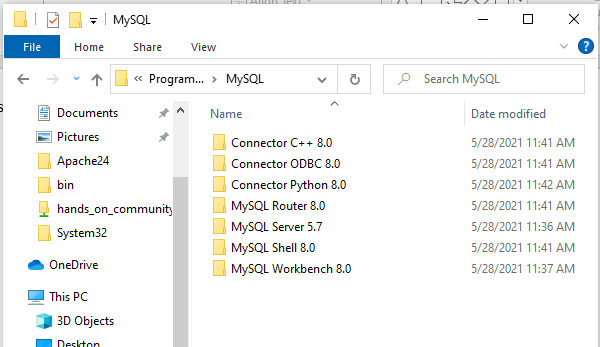 MySQL
File Home Share View
Program... MySQL Search MySQL
Name Date modified
Documents
Pictures
Apache24
bin
hands_on_community
System32
OneDrive
This PC
3D Objects
Desktop
Connector C++ 8.0 5/28/2021 11:41 AM
Connector ODBC 8.0 5/28/2021 11:41 AM
Connector Python 8.0 5/28/2021 11:42 AM
MySQL Router 8.0 5/28/2021 11:41 AM
MySQL Server 5.7 5/28/2021 11:36 AM
MySQL Shell 8.0 5/28/2021 11:41 AM
MySQL Workbench 8.0 5/28/2021 11:37 AM